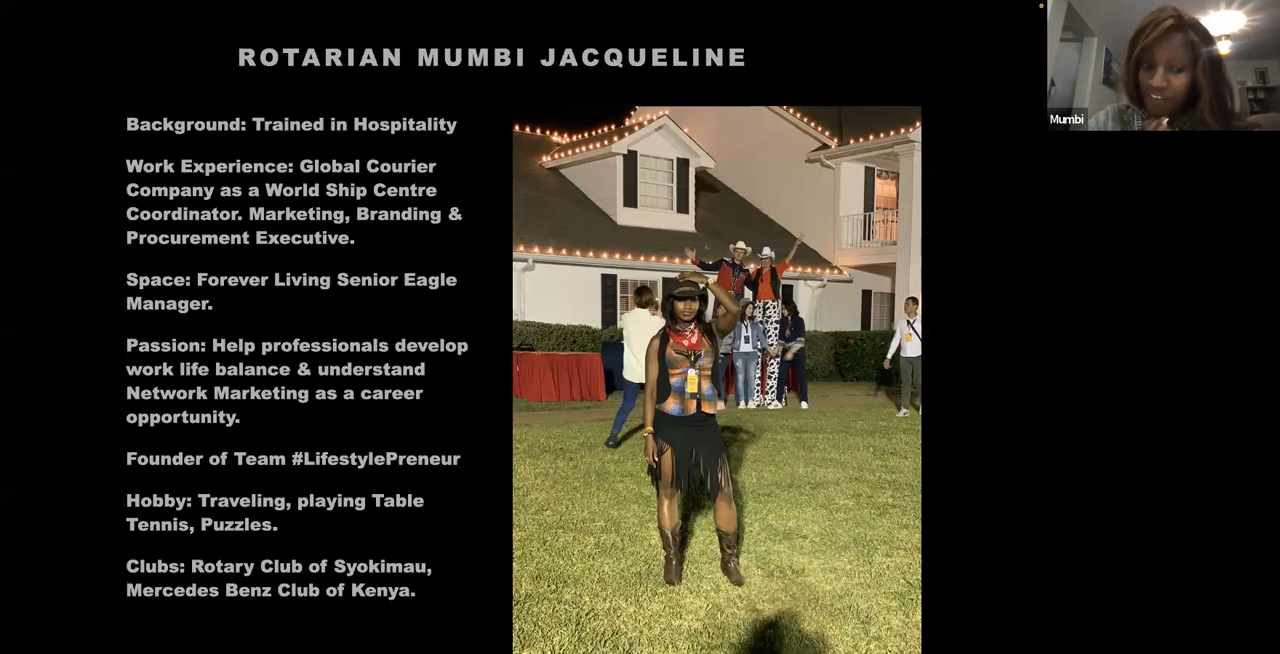 ROTARIAN MUMBI JACQUELINE
Background: Trained in Hospitality
Work Experience: Global Courier
Company as a World Ship Centre
Coordinator. Marketing, Branding &
Procurement Executive.
Space: Forever Living Senior Eagle
Manager.
Passion: Help professionals develop
work life balance & understand
Network Marketing as a career
opportunity.
Founder of Team #LifestylePreneur
Hobby: Traveling, playing Table
Tennis, Puzzles.
Clubs: Rotary Club of Syokimau,
Mercedes Benz Club of Kenya.
Mumbi